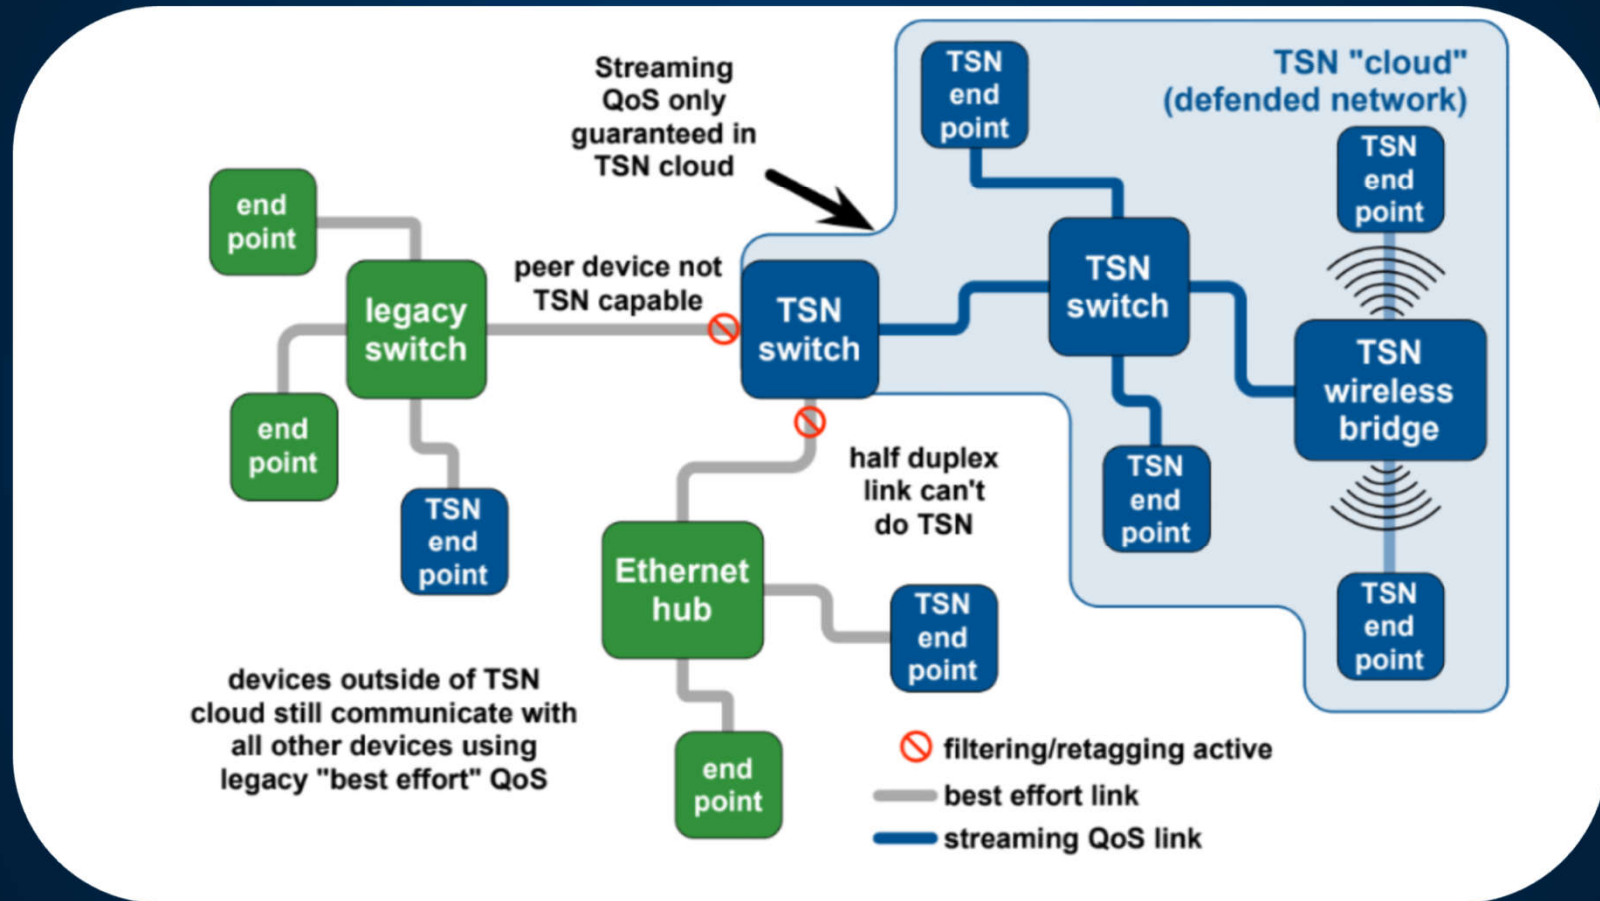 Streaming
QoS only
guaranteed in
TSN cloud
TSN
end
point
TSN "cloud"
(defended network)
TSN
end
point
end
point
peer device not
TSN capable
legacy
switch
TSN
switch
TSN
switch
TSN
wireless
bridge
end
point
TSN
end
point
half duplex
link can't
do TSN
TSN
end
point
Ethernet
hub
TSN
end
point
TSN
end
point
devices outside of TSN
cloud still communicate with
all other devices using
legacy "best effort" QoS
end
point
filtering/retagging active
best effort link
streaming QoS link